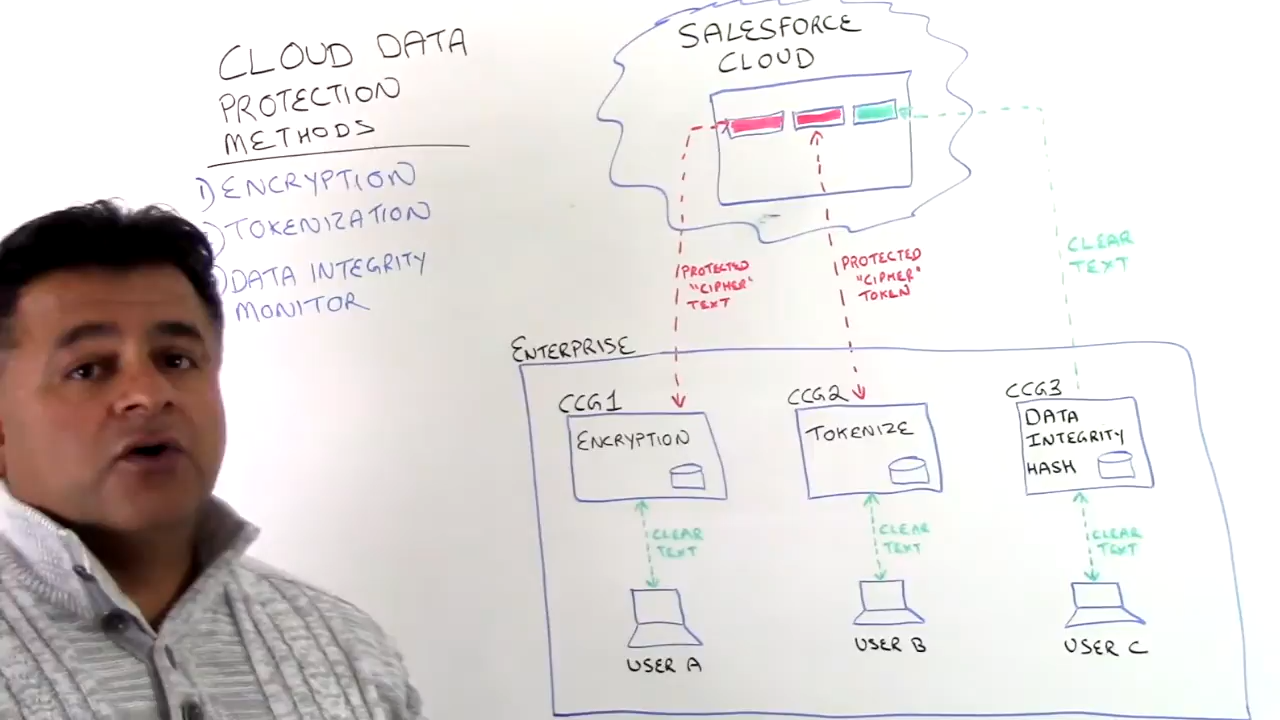 CLOUD DATA
PROTECTION
METHODS
1) ENCRYPTION
) TOKENIZATION
) DATA INTEGRITY
MONITOR
SALESFORCE
CLOUD
PROTECTED
"CIPHER"
TEXT
PROTECTED
"CIPHER"
TOKEN
CLEAR
TEXT
ENTERPRISE
CCG1
ENCRYPTION
CCG2
TOKENIZE
CCG3
DATA
INTEGRITY
HASH
CLEAR
TEXT
CLEAR
TEXT
CLEAR
TEXT
USER A
USER B
USER C